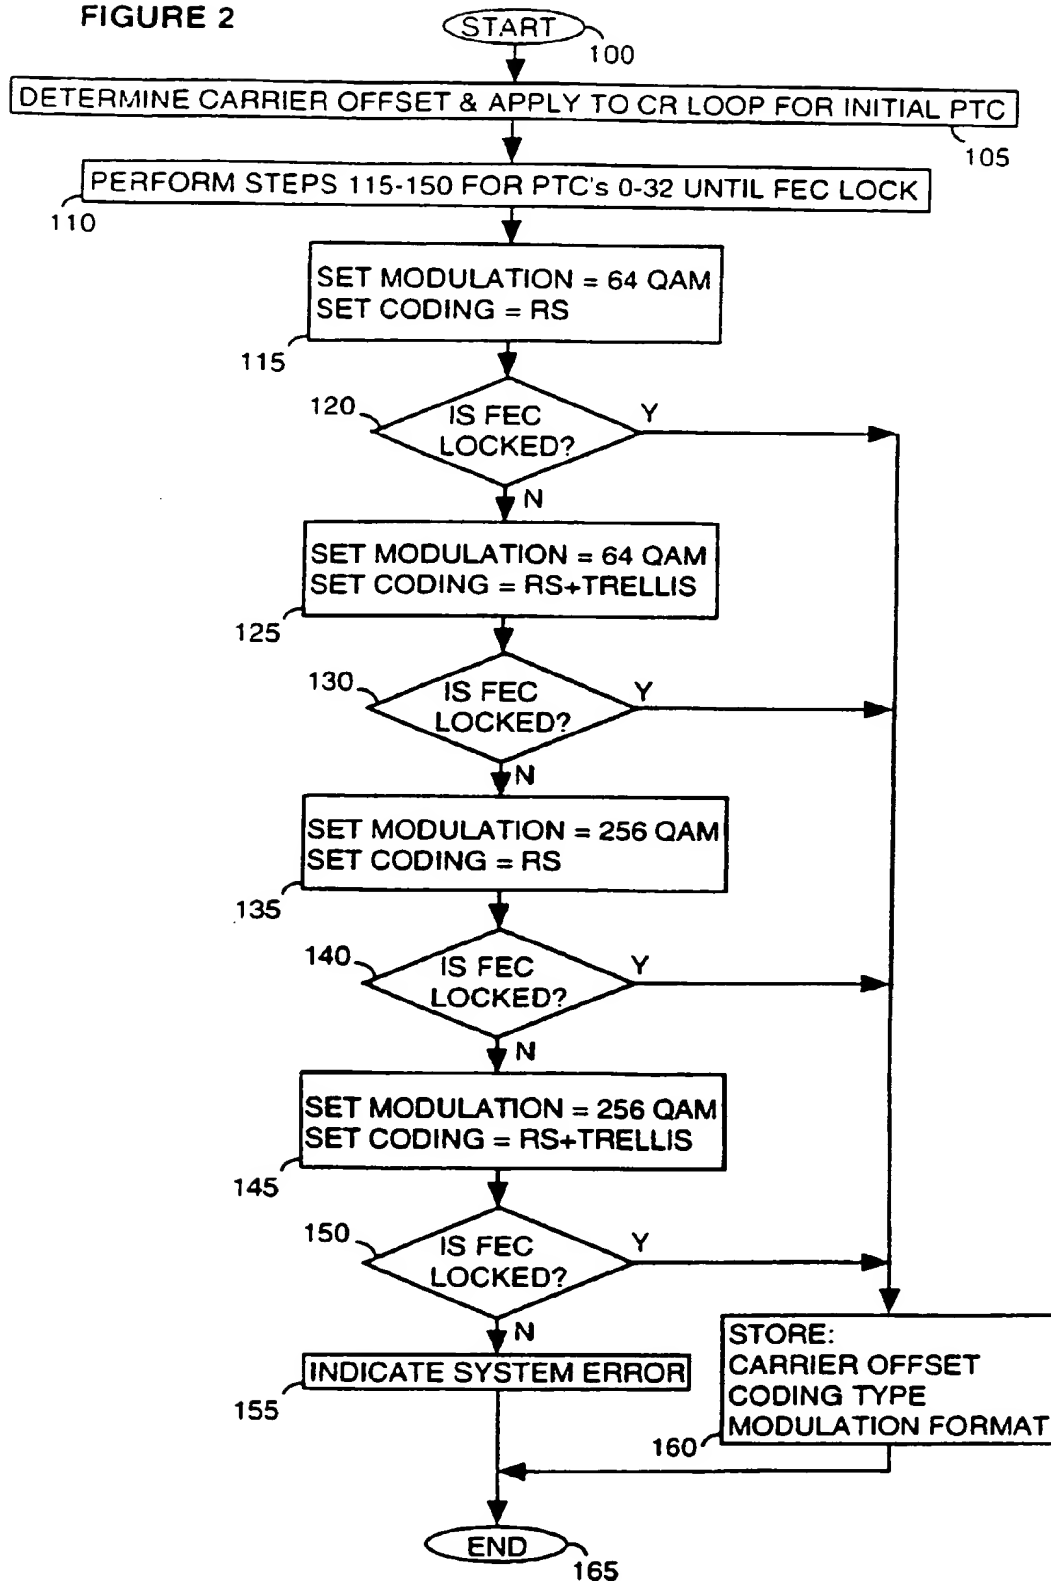 FIGURE 2
START
100
DETERMINE CARRIER OFFSET & APPLY TO CR LOOP FOR INITIAL PTC
105
PERFORM STEPS 115-150 FOR PTC's 0-32 UNTIL FEC LOCK
110
SET MODULATION = 64 QAM
SET CODING = RS
115
120
IS FEC
LOCKED?
Y
N
SET MODULATION = 64 QAM
SET CODING = RS+TRELLIS
125
130
IS FEC
LOCKED?
Y
N
SET MODULATION = 256 QAM
SET CODING = RS
135
140
IS FEC
LOCKED?
Y
N
SET MODULATION = 256 QAM
SET CODING = RS+TRELLIS
145
150
IS FEC
LOCKED?
Y
N
INDICATE SYSTEM ERROR
155
STORE:
CARRIER OFFSET
CODING TYPE
MODULATION FORMAT
160
END
165